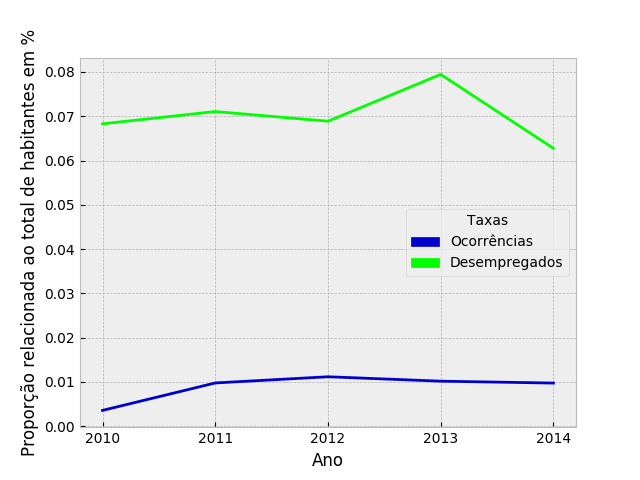 Proporção relacionada ao total de habitantes em %
0.08
0.07
0.06
0.05
0.04
0.03
0.02
0.01
0.00
Taxas
Ocorrências
Desempregados
2010 2011 2012 2013 2014
Ano